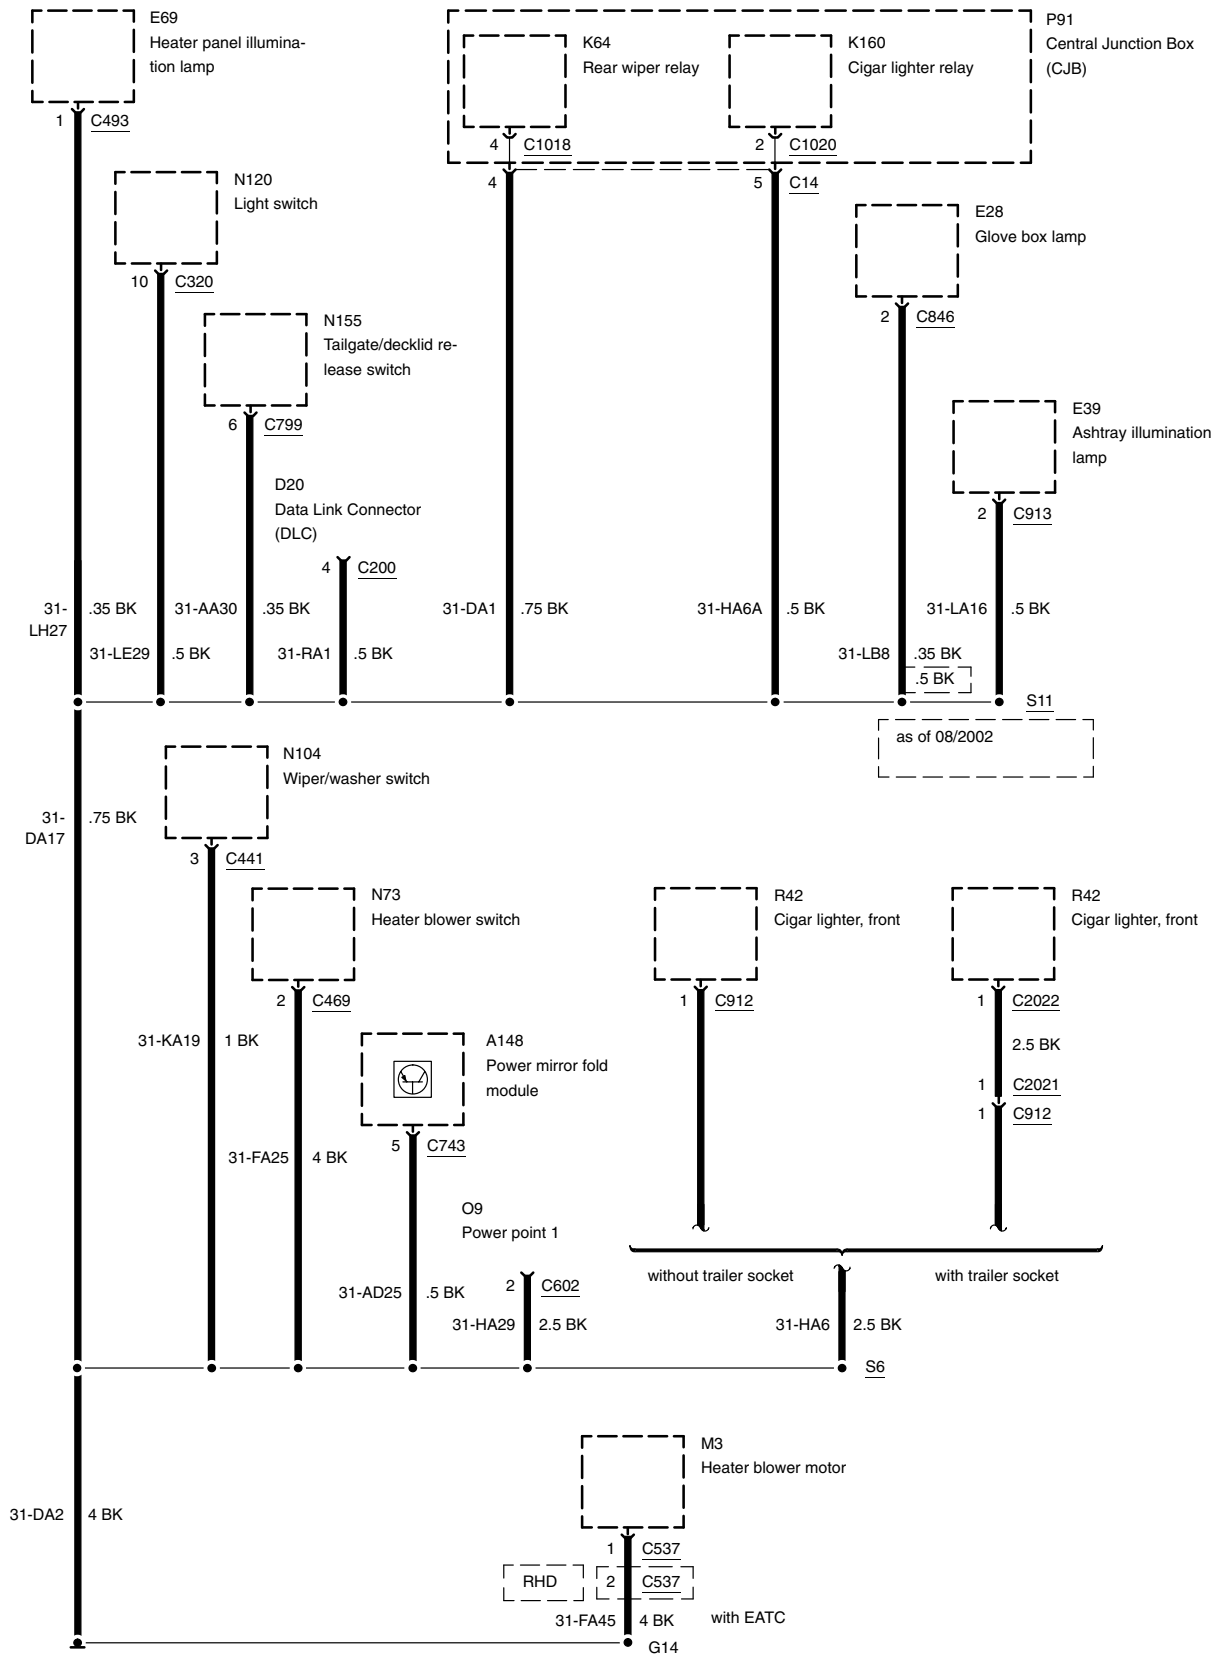 E69
Heater panel illumina-
tion lamp
1 C493
N120
Light switch
10 C320
N155
Tailgate/decklid re-
lease switch
6 C799
D20
Data Link Connector
(DLC)
4 C200
P91
Central Junction Box
(CJB)
K64
Rear wiper relay
4 C1018
K160
Cigar lighter relay
2 C1020
4
5 C14
E28
Glove box lamp
2 C846
E39
Ashtray illumination
lamp
2 C913
31-
LH27
.35 BK
31-LE29 .5 BK
31-AA30 .35 BK
31-RA1 .5 BK
31-DA1 .75 BK
31-HA6A .5 BK
31-LB8 .35 BK
.5 BK
31-LA16 .5 BK
S11
as of 08/2002
31-
DA17
.75 BK
N104
Wiper/washer switch
3 C441
31-KA19 1 BK
N73
Heater blower switch
2 C469
31-FA25 4 BK
A148
Power mirror fold
module
5 C743
31-AD25 .5 BK
O9
Power point 1
2 C602
31-HA29 2.5 BK
R42
Cigar lighter, front
1 C912
R42
Cigar lighter, front
1 C2022
2.5 BK
1 C2021
1 C912
without trailer socket
with trailer socket
31-HA6 2.5 BK
S6
31-DA2 4 BK
M3
Heater blower motor
1 C537
RHD
2 C537
31-FA45 4 BK
with EATC
G14